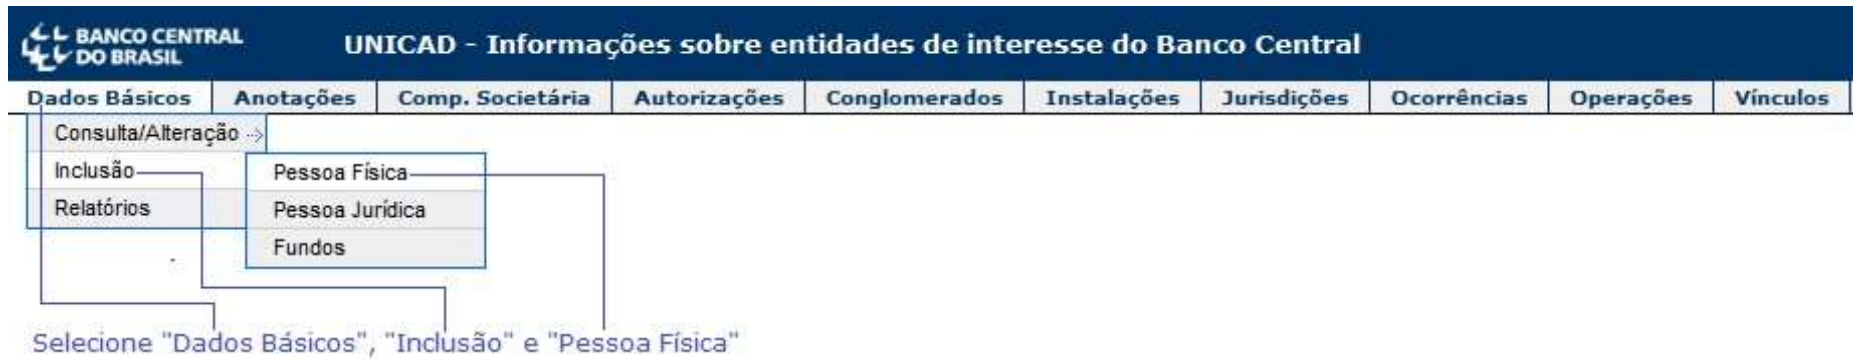 BANCO CENTRAL
DO BRASIL
UNICAD - Informações sobre entidades de interesse do Banco Central
Dados Básicos Anotações Comp. Societária Autorizações Conglomerados Instalações Jurisdições Ocorrências Operações Vínculos
Consulta/Alteração
Inclusão
Relatórios
Pessoa Física
Pessoa Jurídica
Fundos
Selecione "Dados Básicos", "Inclusão" e "Pessoa Física"